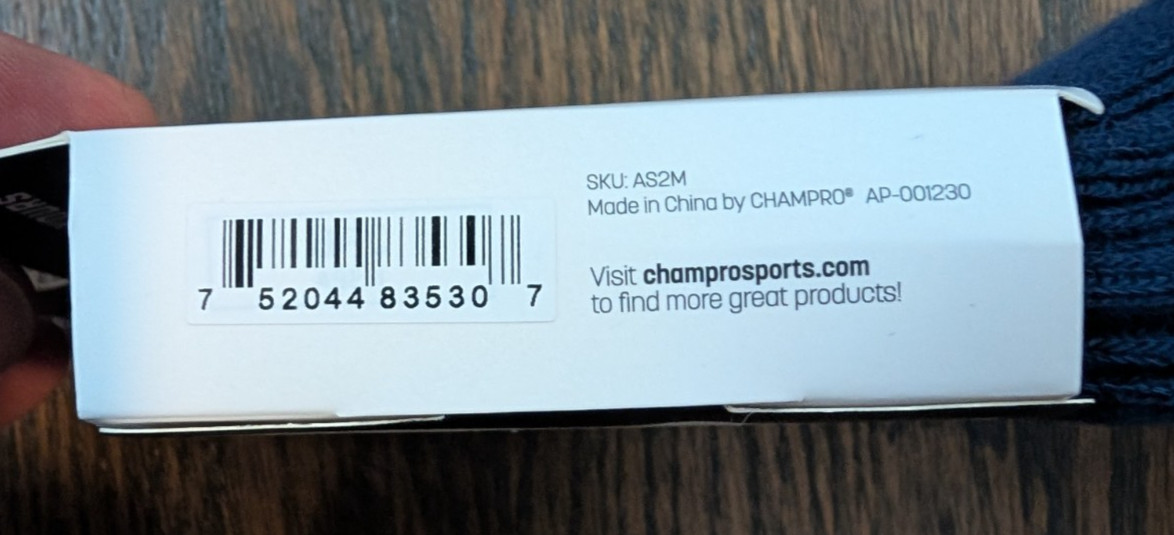 SKU: AS2M
Made in China by CHAMPRO® AP-001230
Visit champrosports.com
to find more great products!
7 52044 83530 7